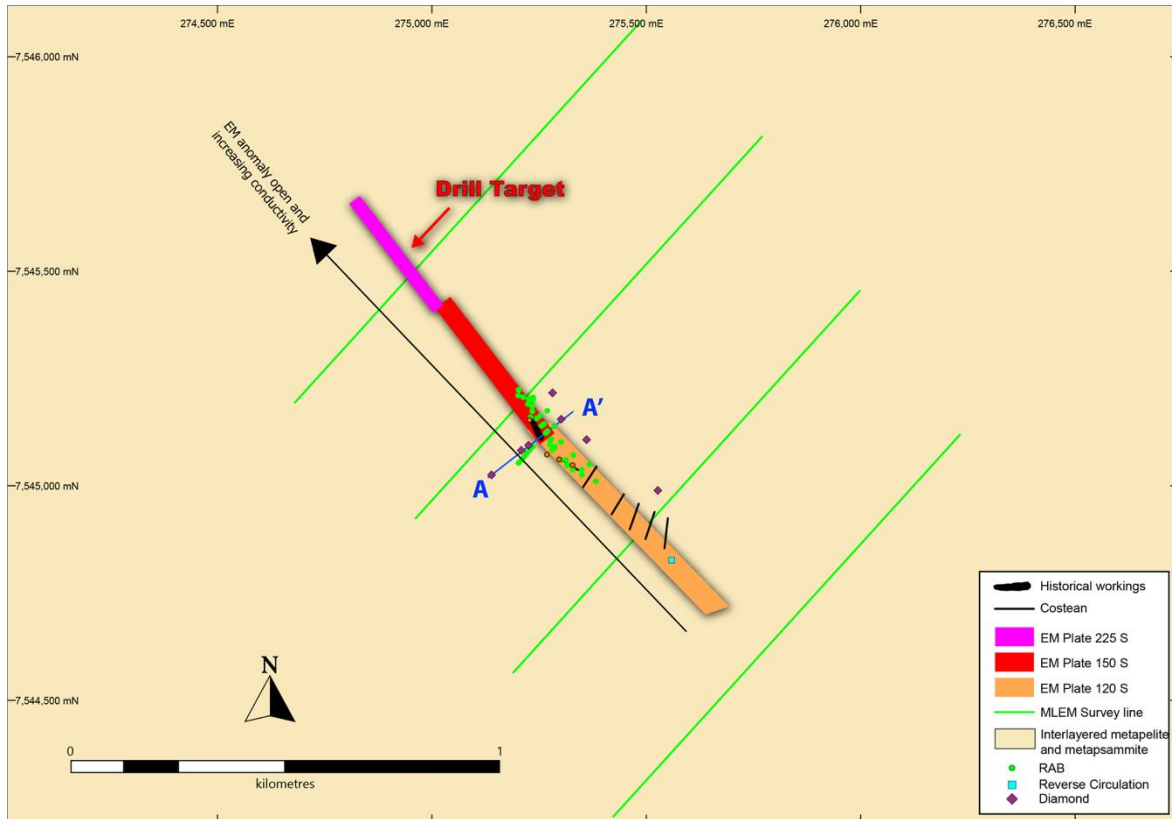 274,500 mE
275,000 mE
275,500 mE
276,000 mE
276,500 mE
7,546,000 mN
EM anomaly open and
increasing conductivity
Drill Target
7,545,500 mN
A'
A
7,545,000 mN
N
7,544,500 mN
0
1
kilometres
Historical workings
Costean
EM Plate 225 S
EM Plate 150 S
EM Plate 120 S
MLEM Survey line
Interlayered metapelite
and metapsammite
RAB
Reverse Circulation
Diamond